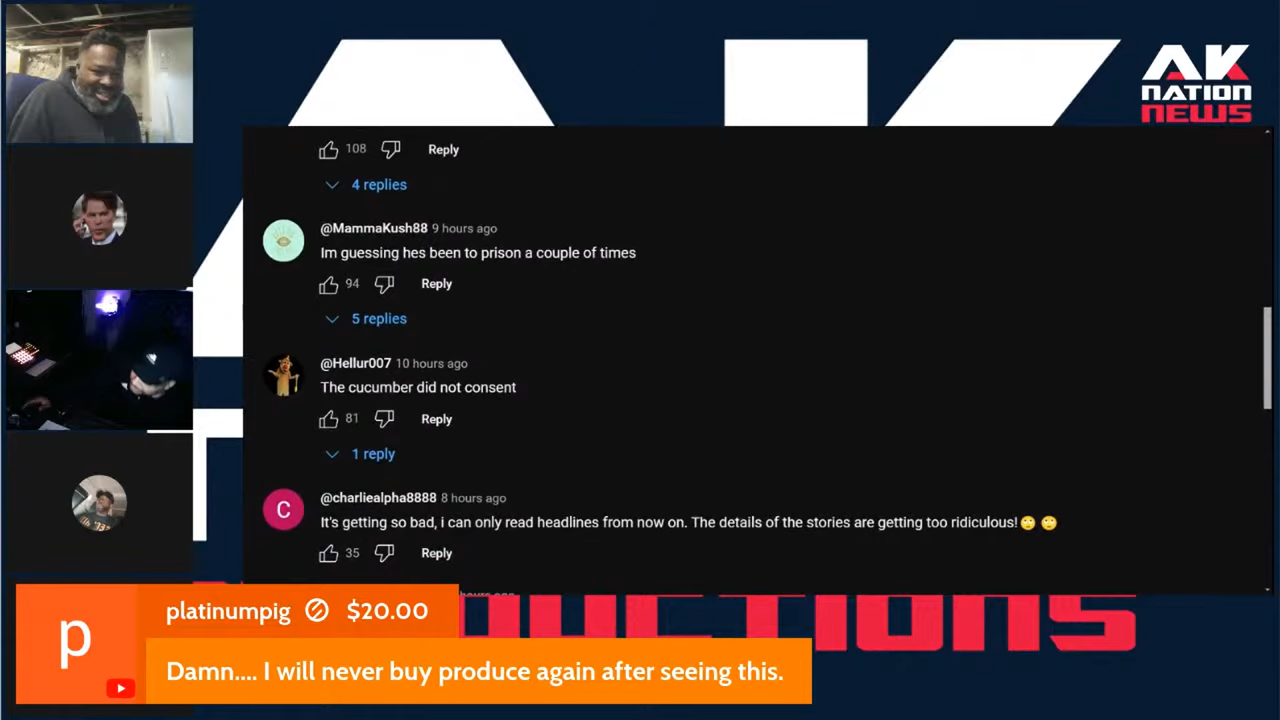 AK
NATION
NEWS
108
Reply
4 replies
@MammaKush88 9 hours ago
Im guessing hes been to prison a couple of times
94
Reply
5 replies
@Hellur007 10 hours ago
The cucumber did not consent
81
Reply
1 reply
C
@charliealpha8888 8 hours ago
It's getting so bad, i can only read headlines from now on. The details of the stories are getting too ridiculous!🙄 🙄
35
Reply
hours ago
p
platinumpig $20.00
Damn.... I will never buy produce again after seeing this.